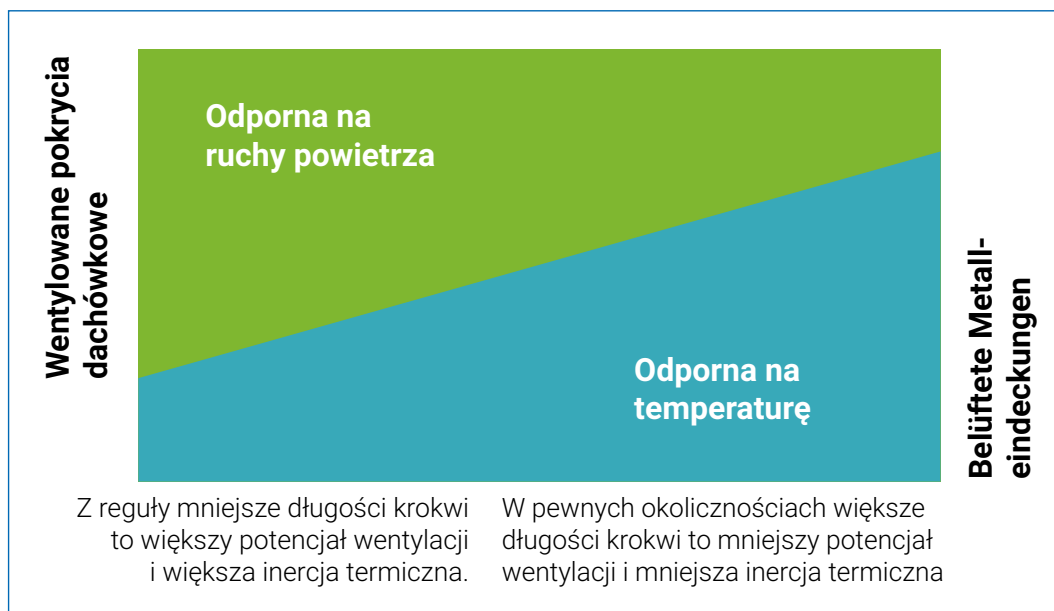 Wentylowane pokrycia
dachówkowe
Odporna na
ruchy powietrza
Odporna na
temperaturę
Belüftete Metall-
eindeckungen
Z reguły mniejsze długości krokwi
to większy potencjał wentylacji
i większa inercja termiczna.
W pewnych okolicznościach większe
długości krokwi to mniejszy potencjał
wentylacji i mniejsza inercja termiczna